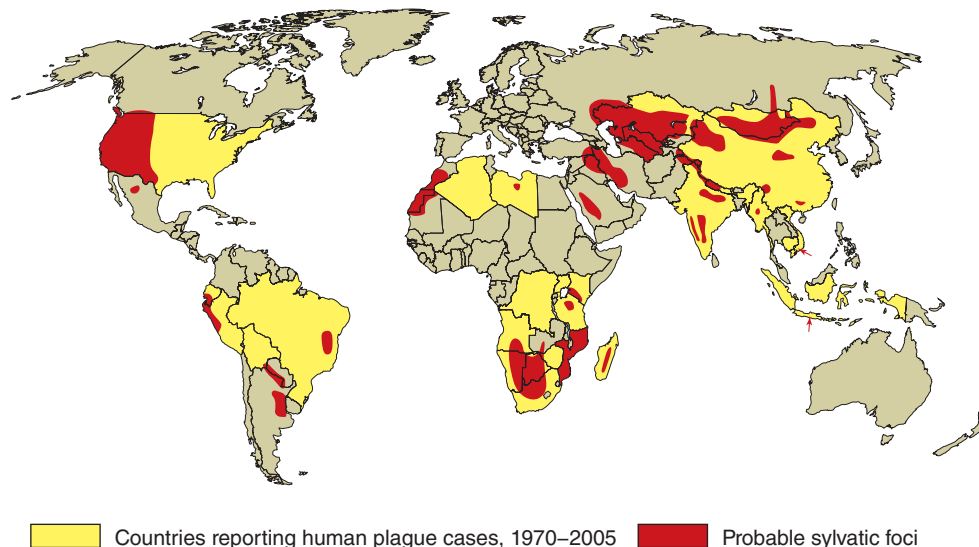 Countries reporting human plague cases, 1970–2005
Probable sylvatic foci